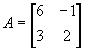 A = [6 -1
3 2]